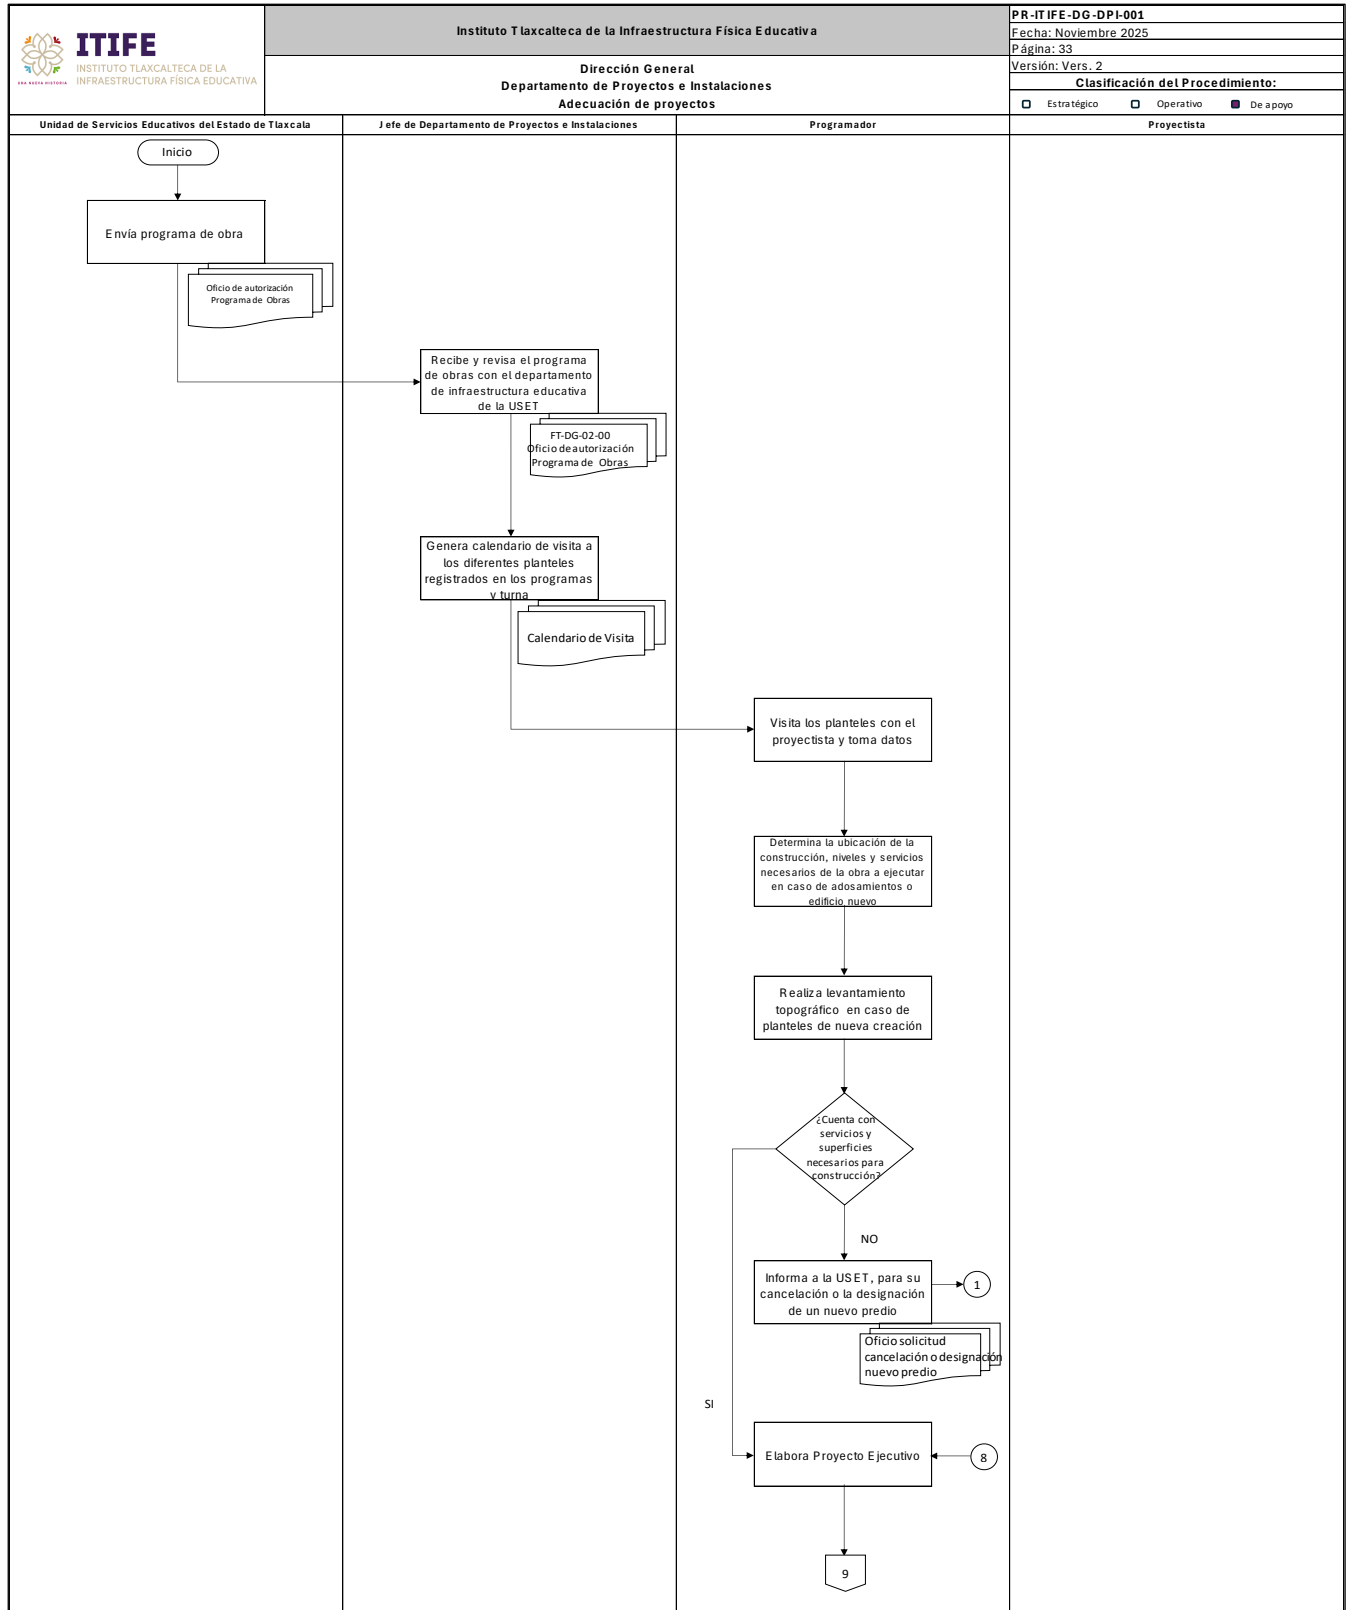 ITIFE
INSTITUTO TLAXCALTECA DE LA
INFRAESTRUCTURA FÍSICA EDUCATIVA
UNA NUEVA HISTORIA
Instituto Tlaxcalteca de la Infraestructura Física Educativa
Dirección General
Departamento de Proyectos e Instalaciones
Adecuación de proyectos
PR-ITIFE-DG-DPI-001
Fecha: Noviembre 2025
Página: 33
Versión: Vers. 2
Clasificación del Procedimiento:
Estratégico Operativo De apoyo
Unidad de Servicios Educativos del Estado de Tlaxcala
Jefe de Departamento de Proyectos e Instalaciones
Programador
Proyectista
Inicio
Envía programa de obra
Oficio de autorización
Programa de Obras
Recibe y revisa el programa
de obras con el departamento
de infraestructura educativa
de la USET
FT-DG-02-00
Oficio de autorización
Programa de Obras
Genera calendario de visita a
los diferentes planteles
registrados en los programas
y turna
Calendario de Visita
Visita los planteles con el
proyectista y toma datos
Determina la ubicación de la
construcción, niveles y servicios
necesarios de la obra a ejecutar
en caso de adosamientos o
edificio nuevo
Realiza levantamiento
topográfico en caso de
planteles de nueva creación
¿Cuenta con
servicios y
superficies
necesarios para
construcción?
NO
Informa a la USET, para su
cancelación o la designación
de un nuevo predio
1
Oficio solicitud
cancelación o designación
nuevo predio
SI
Elabora Proyecto Ejecutivo
8
9